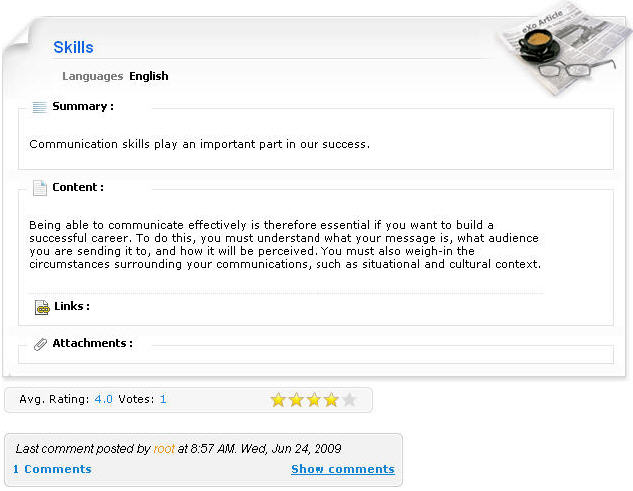 eXo Article
Skills
Languages English
Summary :
Communication skills play an important part in our success.
Content :
Being able to communicate effectively is therefore essential if you want to build a
successful career. To do this, you must understand what your message is, what audience
you are sending it to, and how it will be perceived. You must also weigh-in the
circumstances surrounding your communications, such as situational and cultural context.
Links :
Attachments :
Avg. Rating: 4.0 Votes: 1
Last comment posted by root at 8:57 AM. Wed, Jun 24, 2009
1 Comments Show comments